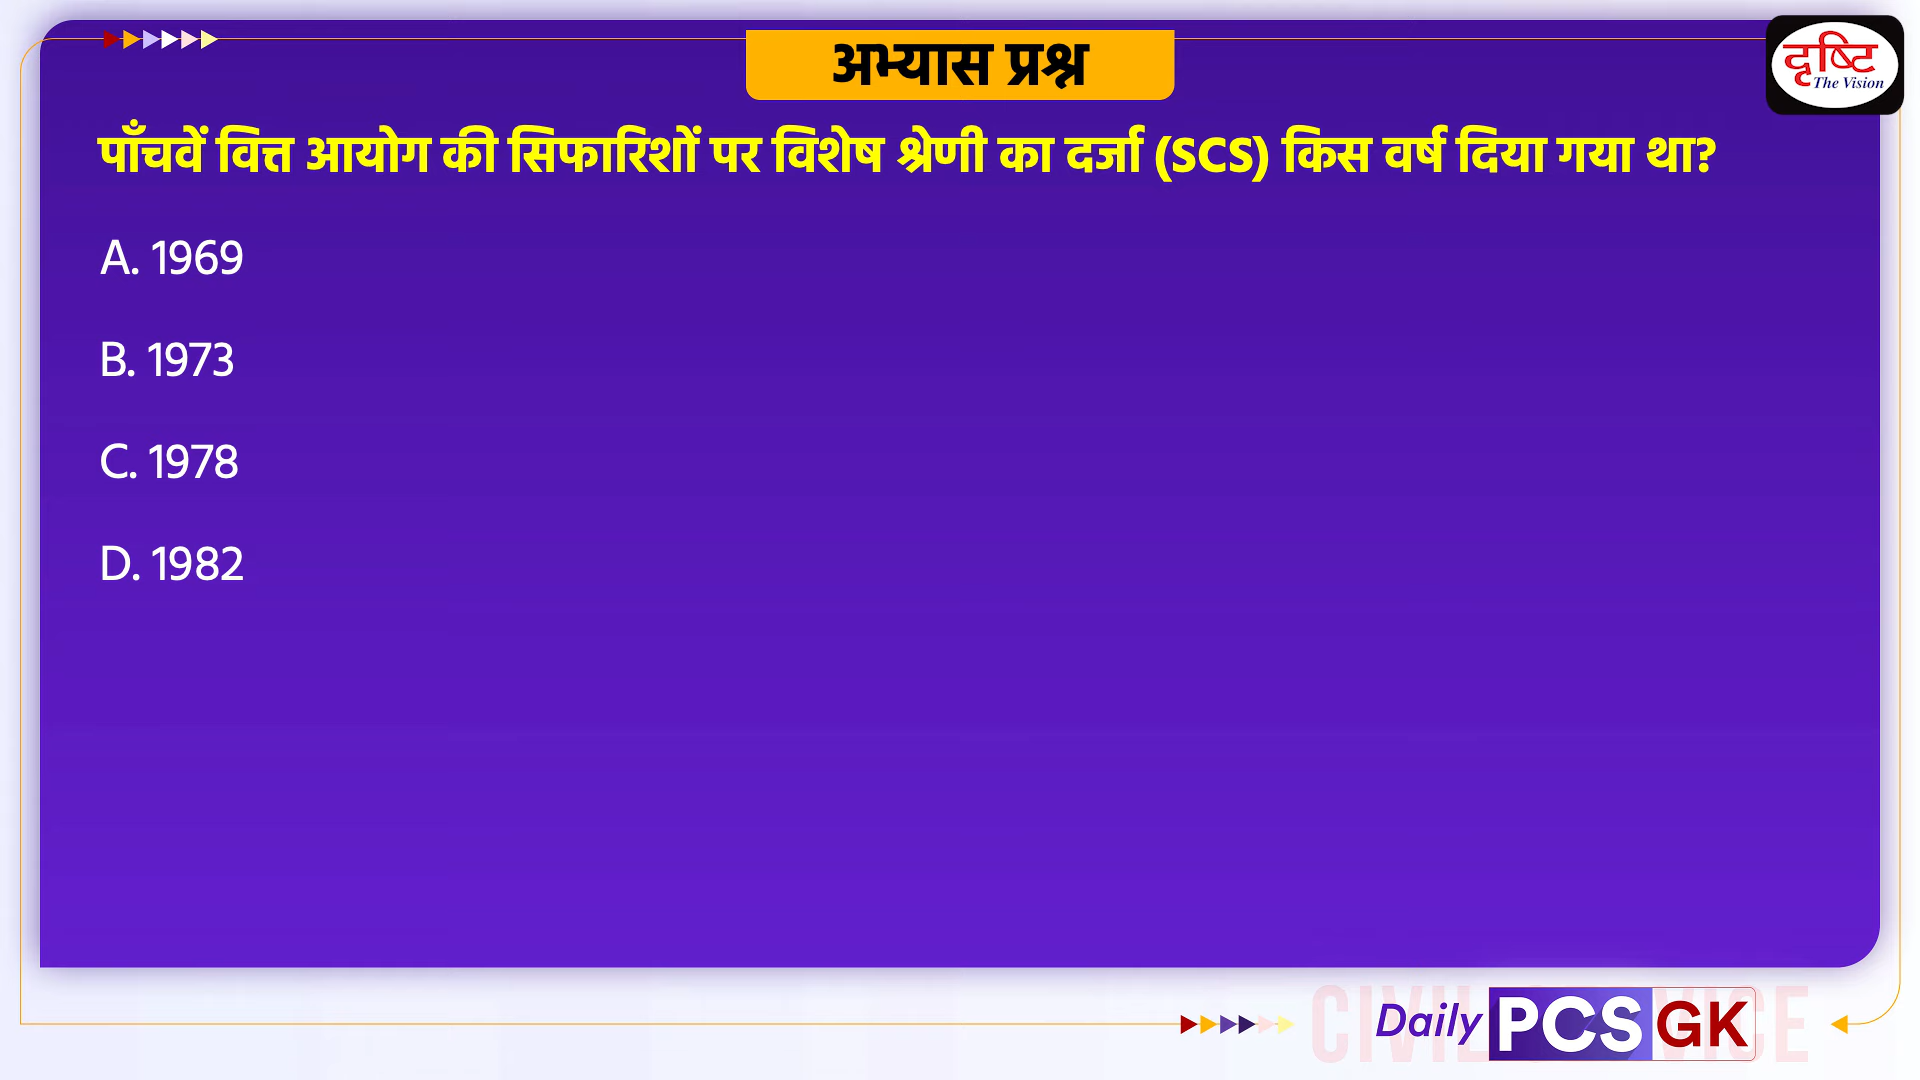 अभ्यास प्रश्न
दृष्टि
The Vision
पाँचवें वित्त आयोग की सिफारिशों पर विशेष श्रेणी का दर्जा (SCS) किस वर्ष दिया गया था?
A. 1969
B. 1973
C. 1978
D. 1982
Daily PCS GK